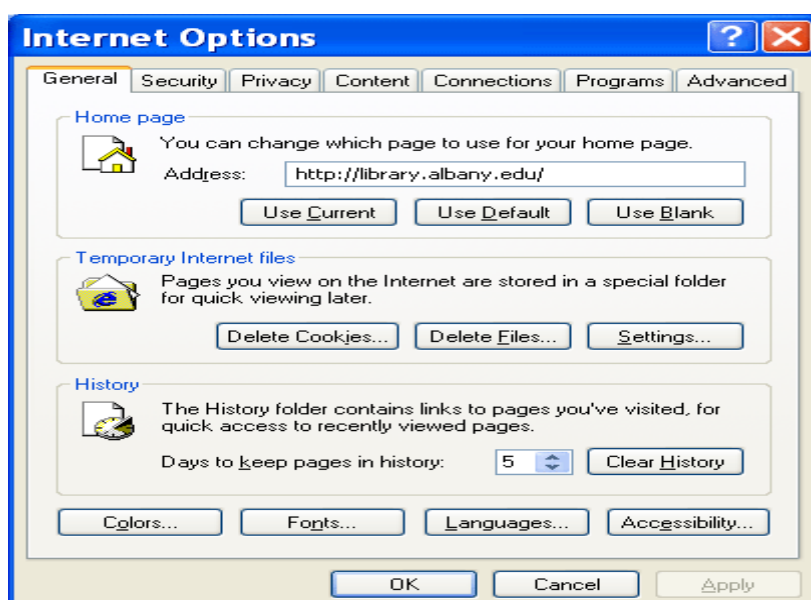 Internet Options
General Security Privacy Content Connections Programs Advanced
Home page
You can change which page to use for your home page.
Address: http://library.albany.edu/
Use Current Use Default Use Blank
Temporary Internet files
Pages you view on the Internet are stored in a special folder
for quick viewing later.
Delete Cookies... Delete Files... Settings...
History
The History folder contains links to pages you've visited, for
quick access to recently viewed pages.
Days to keep pages in history: 5 Clear History
Colors... Fonts... Languages... Accessibility...
OK Cancel Apply